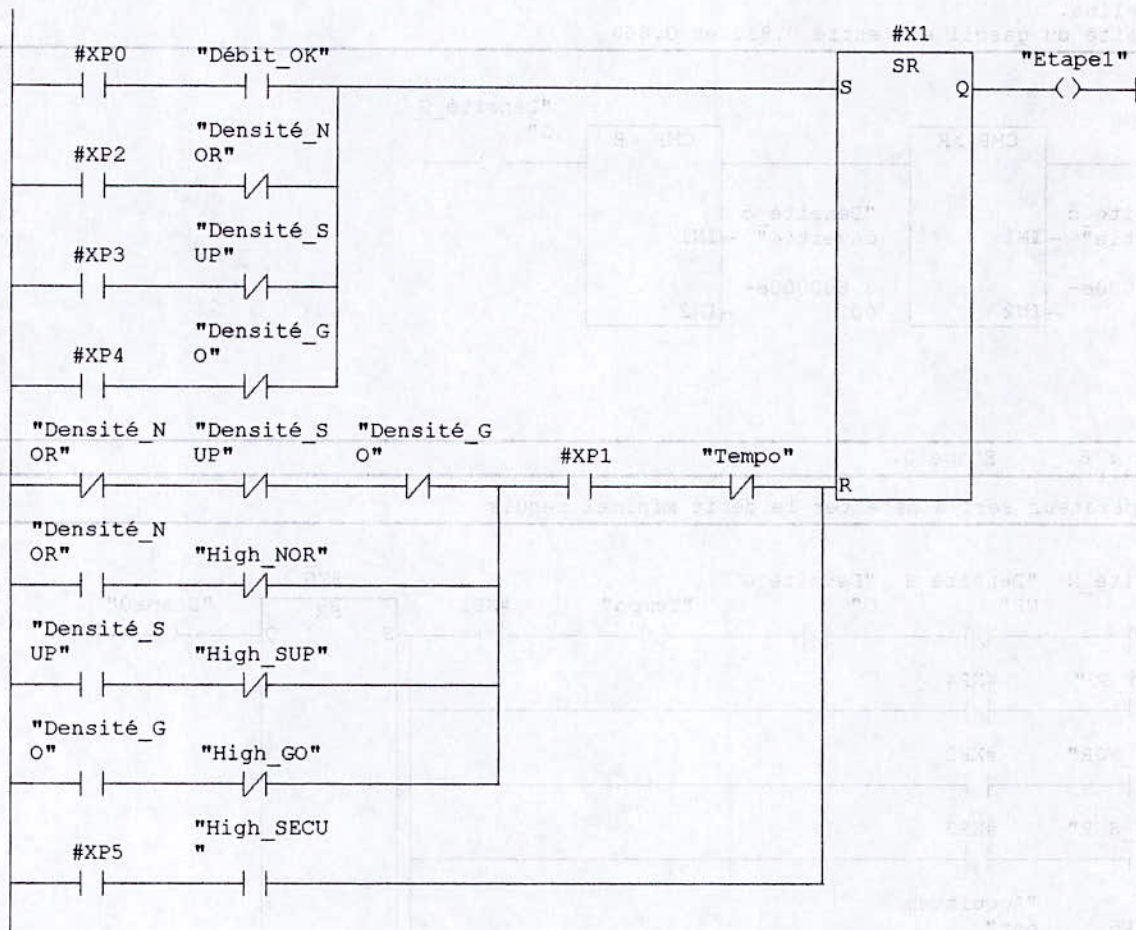 #X1
#XP0 "Débit_OK" SR "Etape1"
S Q
"Densité_N
#XP2 OR"
"Densité_S
#XP3 UP"
"Densité_G
#XP4 O"
"Densité_N "Densité_S "Densité_G
OR" UP" O" #XP1 "Tempo"
R
"Densité_N
OR" "High_NOR"
"Densité_S
UP" "High_SUP"
"Densité_G
O" "High_GO"
"High_SECU
#XP5 "